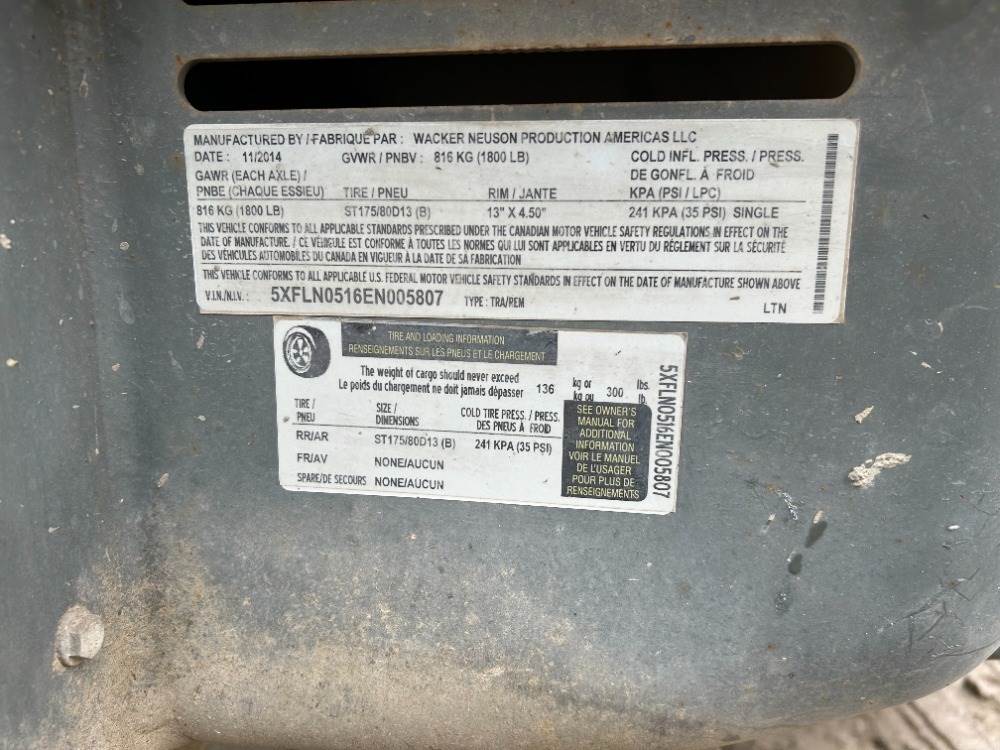 MANUFACTURED BY / FABRIQUE PAR : WACKER NEUSON PRODUCTION AMERICAS LLC
DATE : 11/2014 GVWR / PNBV : 816 KG (1800 LB) COLD INFL. PRESS. / PRESS.
GAWR (EACH AXLE) / DE GONFL. À FROID
PNBE (CHAQUE ESSIEU) TIRE / PNEU RIM / JANTE KPA (PSI / LPC)
816 KG (1800 LB) ST175/80D13 (B) 13" X 4.50" 241 KPA (35 PSI) SINGLE
THIS VEHICLE CONFORMS TO ALL APPLICABLE STANDARDS PRESCRIBED UNDER THE CANADIAN MOTOR VEHICLE SAFETY REGULATIONS IN EFFECT ON THE
DATE OF MANUFACTURE. / CE VÉHICULE EST CONFORME À TOUTES LES NORMES QUI LUI SONT APPLICABLES EN VERTU DU RÈGLEMENT SUR LA SÉCURITÉ
DES VÉHICULES AUTOMOBILES DU CANADA EN VIGUEUR À LA DATE DE SA FABRICATION
THIS VEHICLE CONFORMS TO ALL APPLICABLE U.S. FEDERAL MOTOR VEHICLE SAFETY STANDARDS IN EFFECT ON THE DATE OF MANUFACTURE SHOWN ABOVE
V.I.N./N.I.V. : 5XFLN0516EN005807 TYPE : TRA/REM LTN
TIRE AND LOADING INFORMATION
RENSEIGNEMENTS SUR LES PNEUS ET LE CHARGEMENT
The weight of cargo should never exceed 136 kg or 300 lbs.
Le poids du chargement ne doit jamais dépasser kg ou lb.
TIRE / SIZE / COLD TIRE PRESS. / PRESS.
PNEU DIMENSIONS DES PNEUS À FROID
RR/AR ST175/80D13 (B) 241 KPA (35 PSI)
FR/AV NONE/AUCUN
SPARE/DE SECOURS NONE/AUCUN
SEE OWNER'S
MANUAL FOR
ADDITIONAL
INFORMATION
VOIR LE MANUEL
DE L'USAGER
POUR PLUS DE
RENSEIGNEMENTS
5XFLN0516EN005807